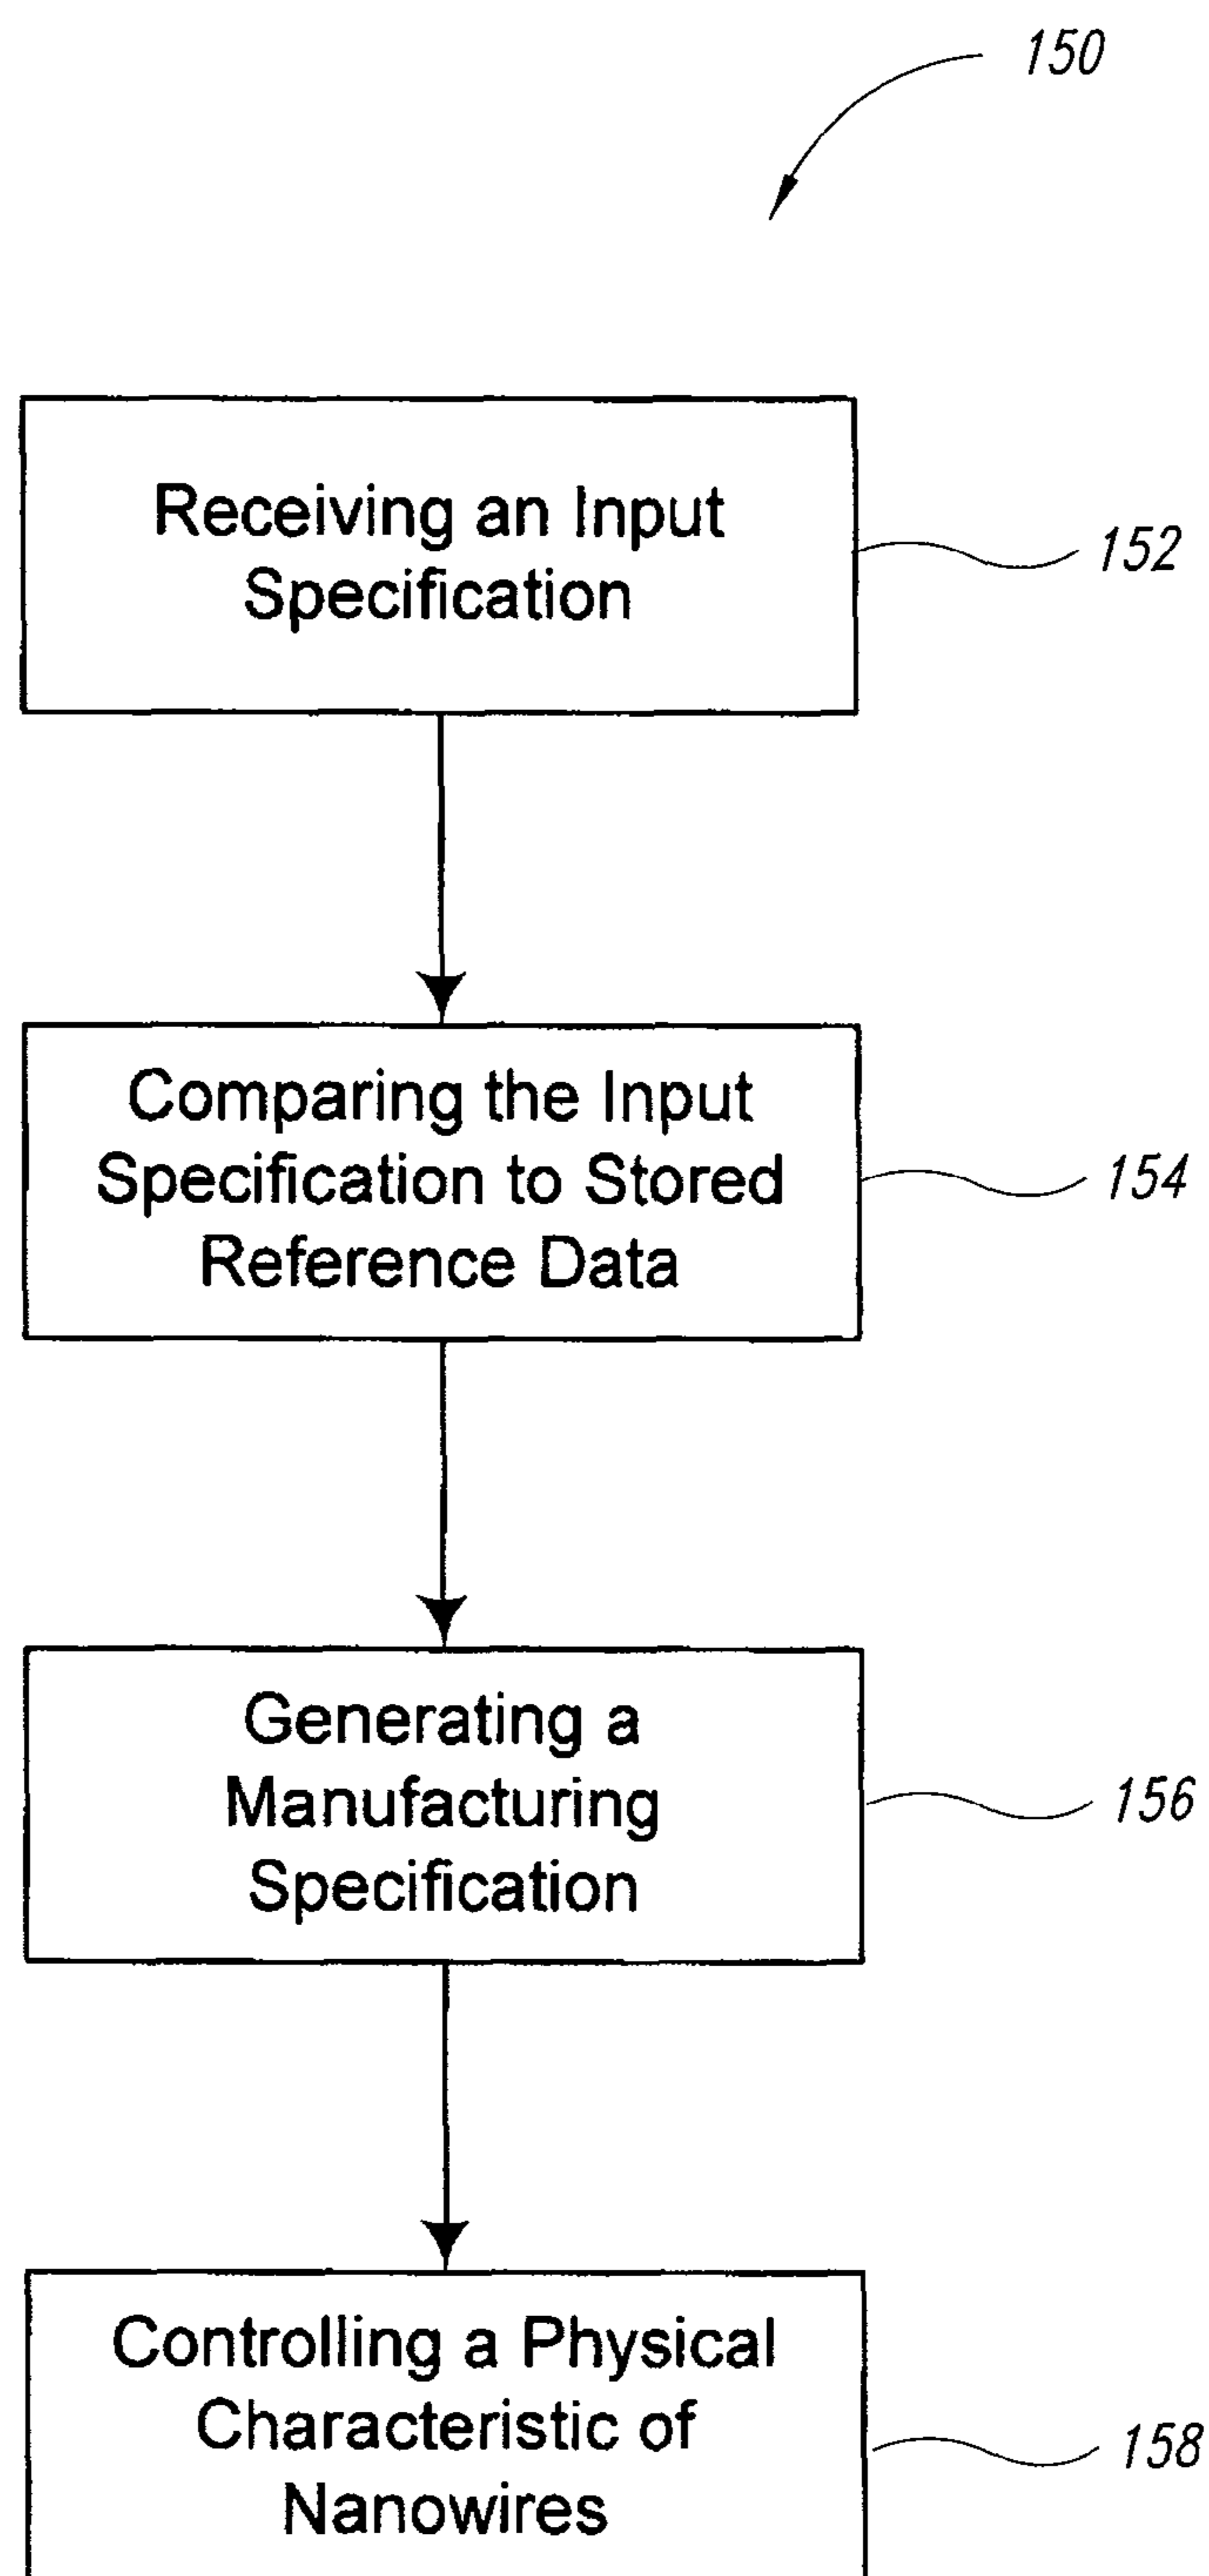 150
Receiving an Input
Specification
152
Comparing the Input
Specification to Stored
Reference Data
154
Generating a
Manufacturing
Specification
156
Controlling a Physical
Characteristic of
Nanowires
158